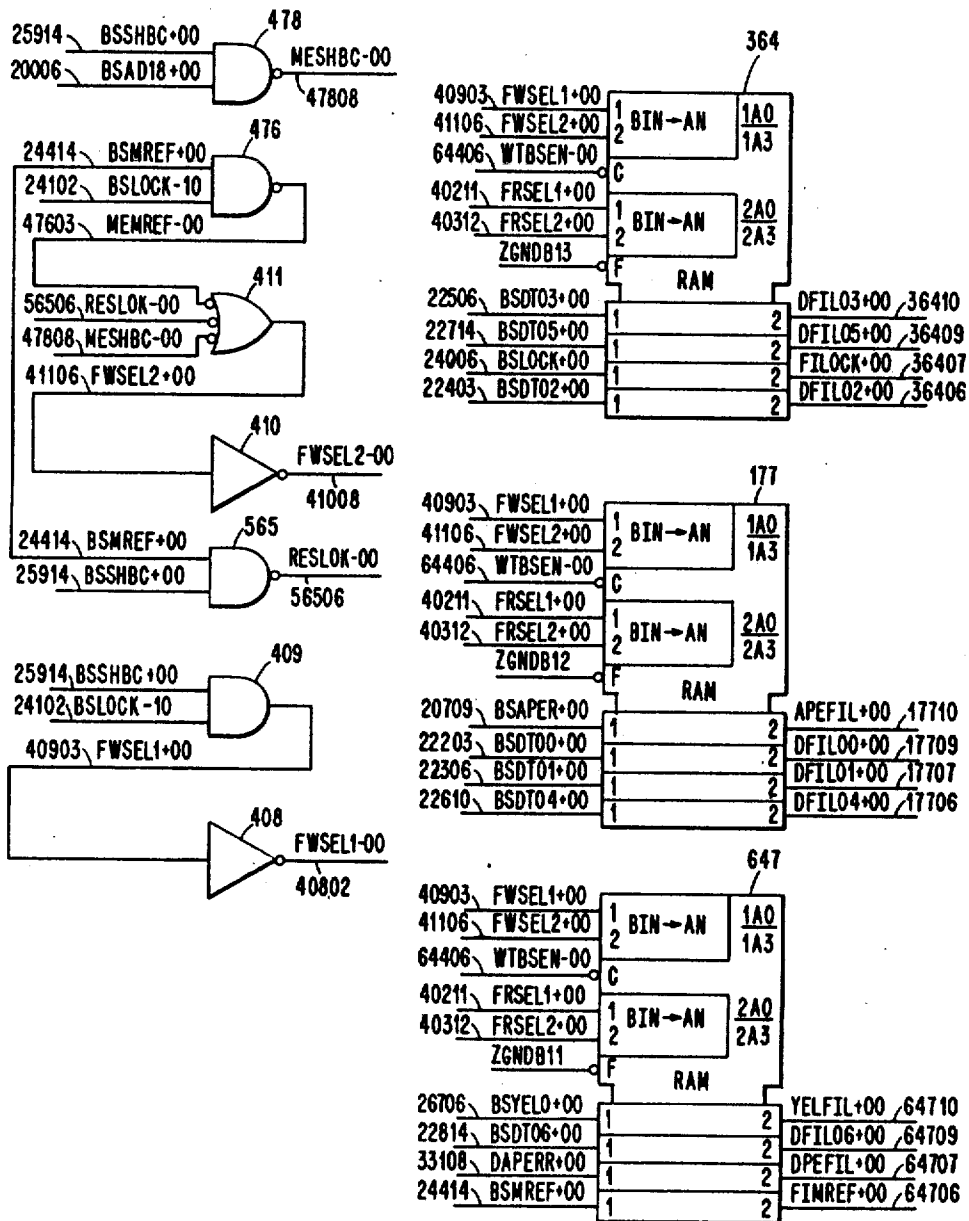 478
25914 BSSHBC+00
MESHBC-00
20006 BSAD18+00
47808
476
24414 BSMREF+00
24102 BSLOCK-10
47603 MEMREF-00
411
56506 RESLOK-00
47808 MESHBC-00
41106 FWSEL2+00
410
FWSEL2-00
41008
565
24414 BSMREF+00
RESLOK-00
25914 BSSHBC+00
56506
409
25914 BSSHBC+00
24102 BSLOCK-10
40903 FWSEL1+00
408
FWSEL1-00
40802
364
40903 FWSEL1+00 1 BIN→AN 1A0
41106 FWSEL2+00 2 1A3
64406 WTBSEN-00 C
40211 FRSEL1+00 1 BIN→AN 2A0
40312 FRSEL2+00 2 2A3
ZGNDB13 F
RAM
22506 BSDT03+00 1 2 DFIL03+00 36410
22714 BSDT05+00 1 2 DFIL05+00 36409
24006 BSLOCK+00 1 2 FILOCK+00 36407
22403 BSDT02+00 1 2 DFIL02+00 36406
177
40903 FWSEL1+00 1 BIN→AN 1A0
41106 FWSEL2+00 2 1A3
64406 WTBSEN-00 C
40211 FRSEL1+00 1 BIN→AN 2A0
40312 FRSEL2+00 2 2A3
ZGNDB12 F
RAM
20709 BSAPER+00 1 2 APEFIL+00 17710
22203 BSDT00+00 1 2 DFIL00+00 17709
22306 BSDT01+00 1 2 DFIL01+00 17707
22610 BSDT04+00 1 2 DFIL04+00 17706
647
40903 FWSEL1+00 1 BIN→AN 1A0
41106 FWSEL2+00 2 1A3
64406 WTBSEN-00 C
40211 FRSEL1+00 1 BIN→AN 2A0
40312 FRSEL2+00 2 2A3
ZGNDB11 F
RAM
26706 BSYEL0+00 1 2 YELFIL+00 64710
22814 BSDT06+00 1 2 DFIL06+00 64709
33108 DAPERR+00 1 2 DPEFIL+00 64707
24414 BSMREF+00 1 2 FIMREF+00 64706